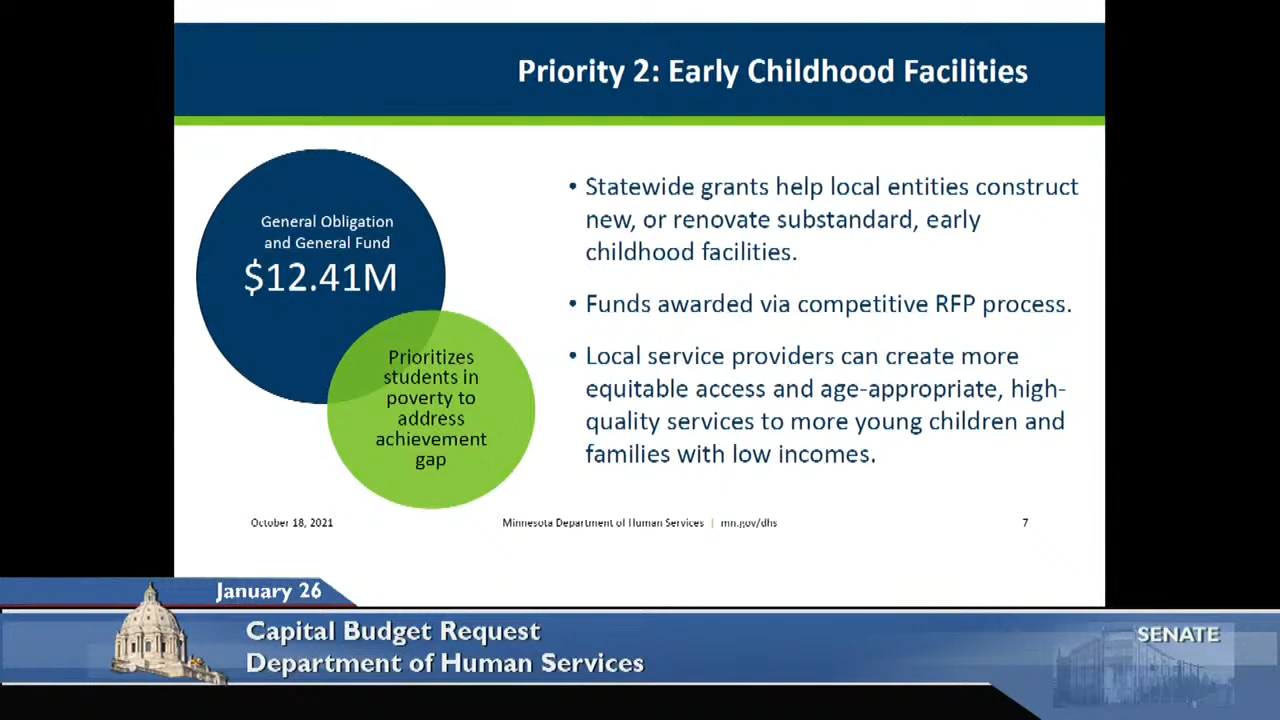 Priority 2: Early Childhood Facilities
General Obligation
and General Fund
$12.41M
Prioritizes
students in
poverty to
address
achievement
gap
• Statewide grants help local entities construct
new, or renovate substandard, early
childhood facilities.
• Funds awarded via competitive RFP process.
• Local service providers can create more
equitable access and age-appropriate, high-
quality services to more young children and
families with low incomes.
October 18, 2021
Minnesota Department of Human Services | mn.gov/dhs
7
January 26
Capital Budget Request
Department of Human Services
SENATE